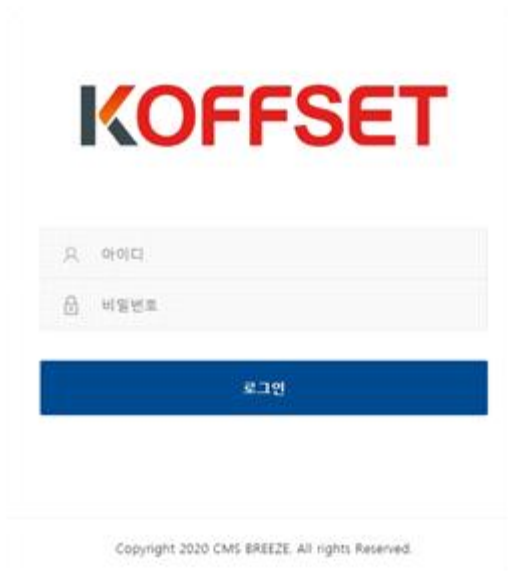 KOFFSET
아이디
비밀번호
로그인
Copyright 2020 CMS BREEZE. All rights Reserved.